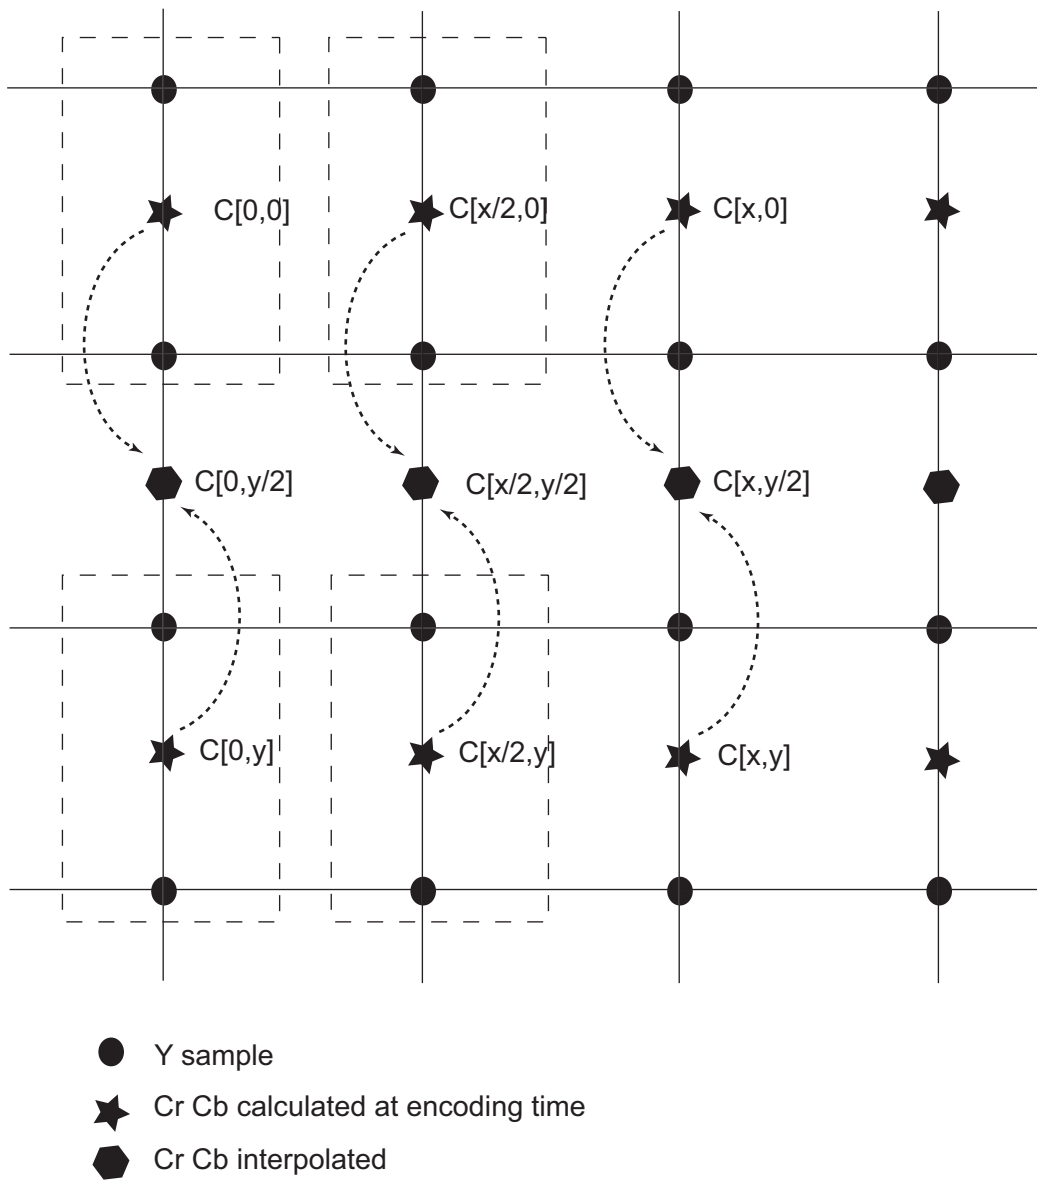 C[0,0]
C[x/2,0]
C[x,0]
C[0,y/2]
C[x/2,y/2]
C[x,y/2]
C[0,y]
C[x/2,y]
C[x,y]
Y sample
Cr Cb calculated at encoding time
Cr Cb interpolated